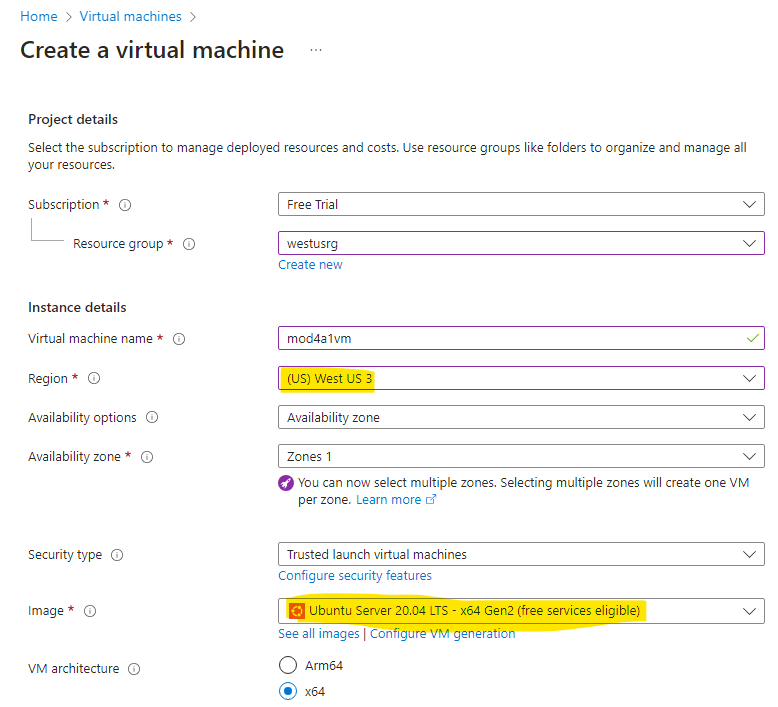 Home > Virtual machines >
Create a virtual machine ...
Project details
Select the subscription to manage deployed resources and costs. Use resource groups like folders to organize and manage all
your resources.
Subscription *
Free Trial
Resource group *
westusrg
Create new
Instance details
Virtual machine name *
mod4a1vm
Region *
(US) West US 3
Availability options
Availability zone
Availability zone *
Zones 1
You can now select multiple zones. Selecting multiple zones will create one VM
per zone. Learn more
Security type
Trusted launch virtual machines
Configure security features
Image *
Ubuntu Server 20.04 LTS - x64 Gen2 (free services eligible)
See all images | Configure VM generation
VM architecture
Arm64
x64